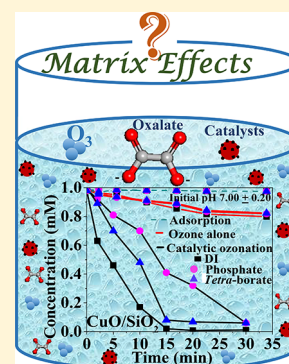 ?
Matrix Effects
O3
Oxalate
Catalysts
Initial pH 7.00 ± 0.20
Adsorption
Ozone alone
Catalytic ozonation
DI
Phosphate
Tetra-borate
CuO/SiO2
Concentration (mM)
1.0
0.8
0.6
0.4
0.2
0.0
0 5 10 15 20 25 30 35
Time (min)